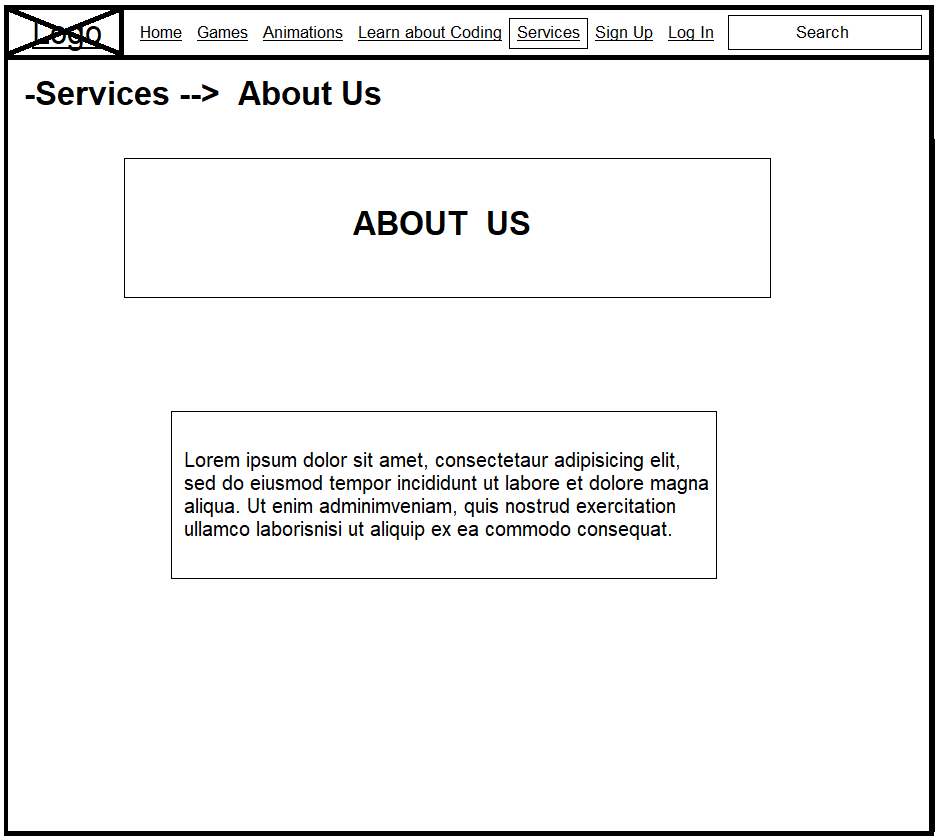 Logo Home Games Animations Learn about Coding Services Sign Up Log In Search
-Services --> About Us
ABOUT US
Lorem ipsum dolor sit amet, consectetaur adipisicing elit,
sed do eiusmod tempor incididunt ut labore et dolore magna
aliqua. Ut enim adminimveniam, quis nostrud exercitation
ullamco laborisnisi ut aliquip ex ea commodo consequat.